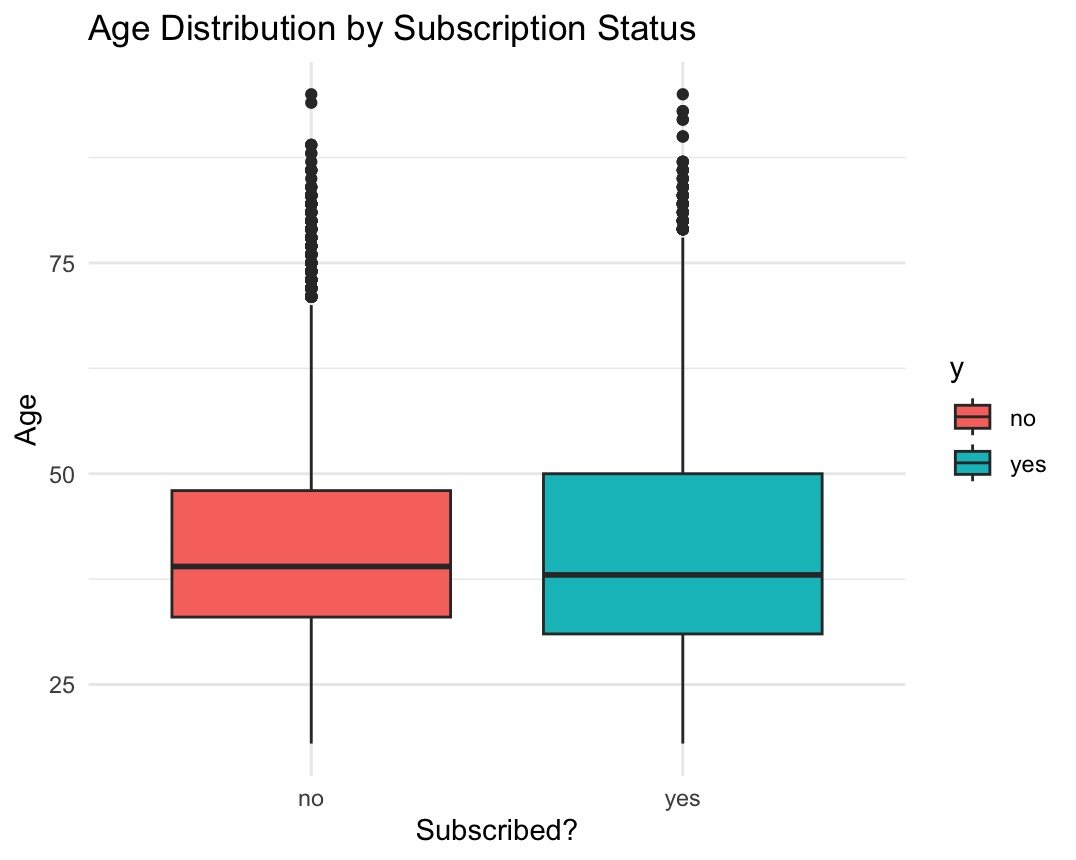 Age Distribution by Subscription Status
Age
75
50
25
no
yes
Subscribed?
y
no
yes